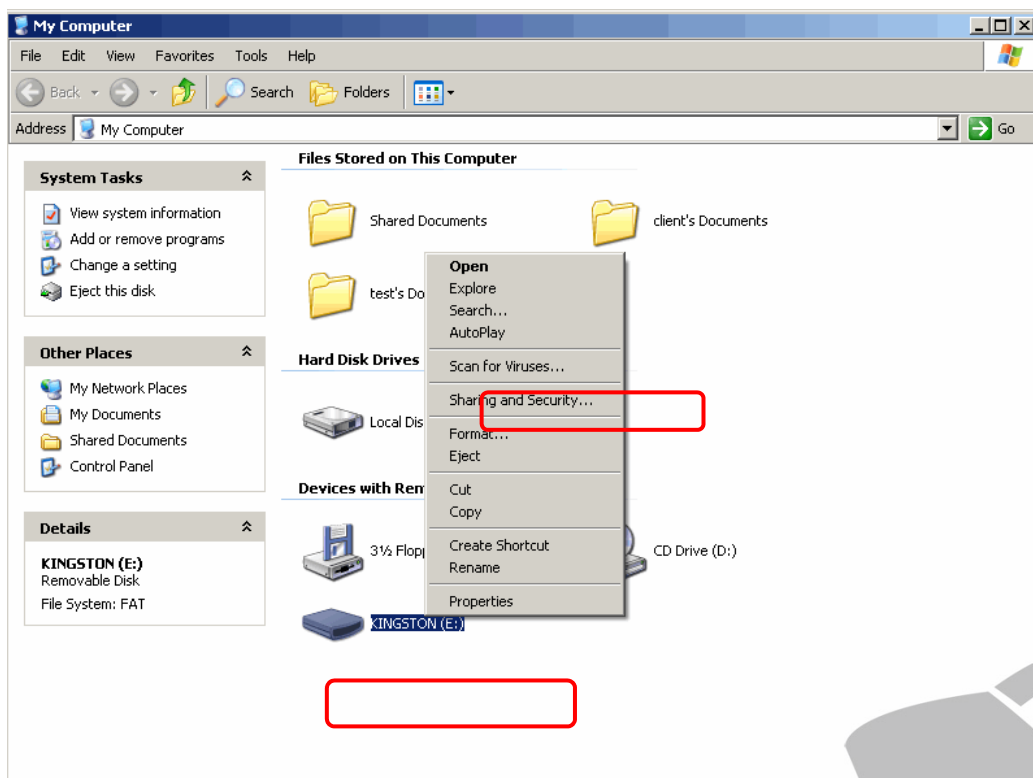 My Computer
File Edit View Favorites Tools Help
Back Search Folders
Address My Computer Go
System Tasks
View system information
Add or remove programs
Change a setting
Eject this disk
Other Places
My Network Places
My Documents
Shared Documents
Control Panel
Details
KINGSTON (E:)
Removable Disk
File System: FAT
Files Stored on This Computer
Shared Documents
client's Documents
test's Do
Hard Disk Drives
Local Dis
Devices with Rem
3½ Flopp
CD Drive (D:)
KINGSTON (E:)
Open
Explore
Search...
AutoPlay
Scan for Viruses...
Sharing and Security...
Format...
Eject
Cut
Copy
Create Shortcut
Rename
Properties